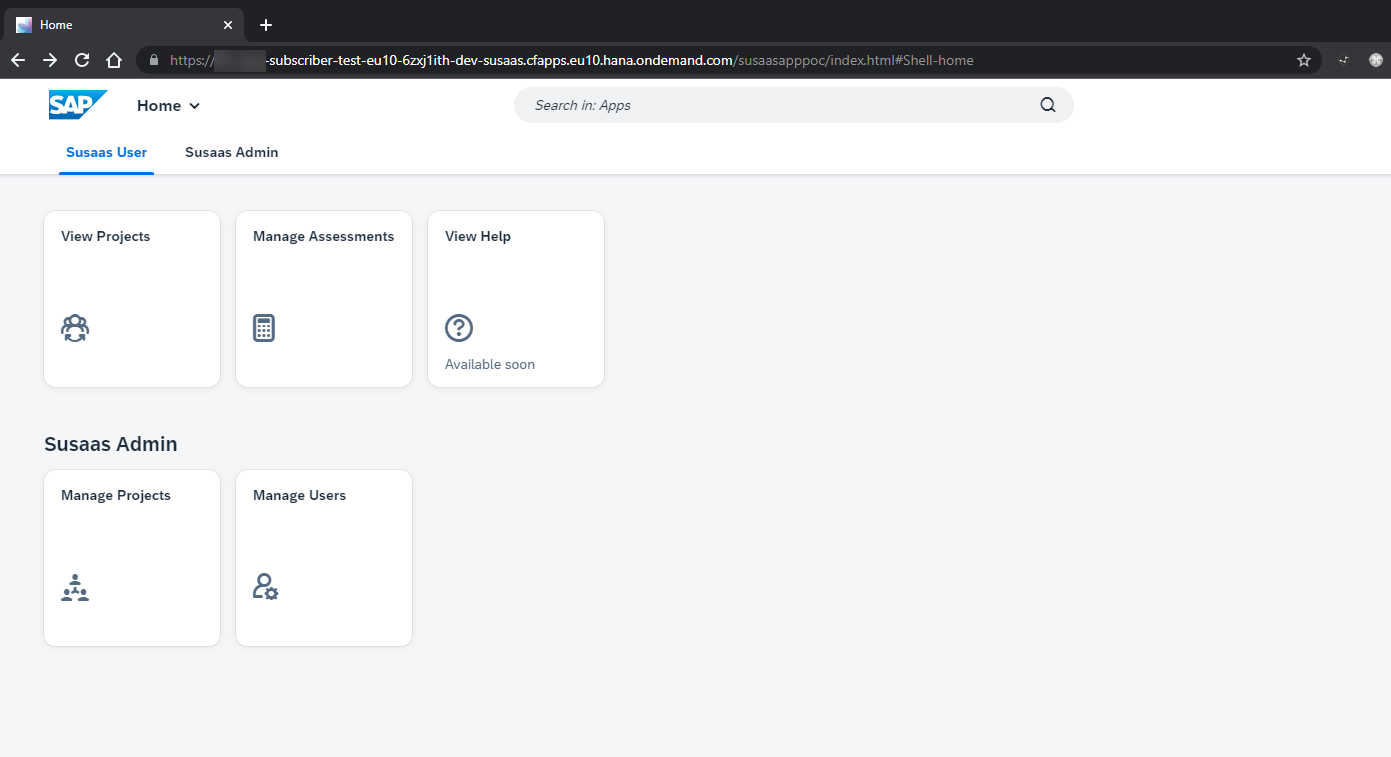 Home
https://-subscriber-test-eu10-6zxj1ith-dev-susaas.cfapps.eu10.hana.ondemand.com/susaasapppoc/index.html#Shell-home
SAP Home
Search in: Apps
Susaas User Susaas Admin
View Projects Manage Assessments View Help
Available soon
Susaas Admin
Manage Projects Manage Users